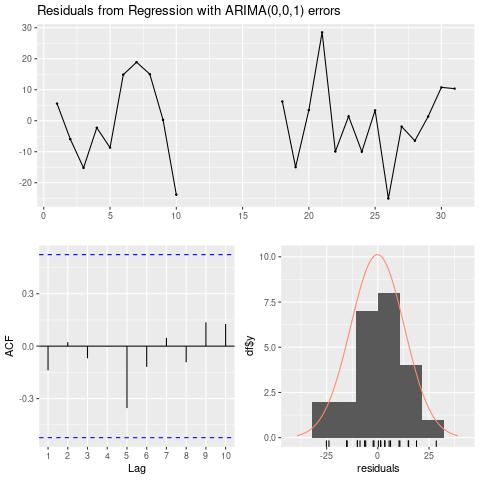 Residuals from Regression with ARIMA(0,0,1) errors
30
20
10
0
-10
-20
0 5 10 15 20 25 30
0.3
0.0
-0.3
ACF
1 2 3 4 5 6 7 8 9 10
Lag
10.0
7.5
5.0
2.5
0.0
df$y
-25 0 25
residuals